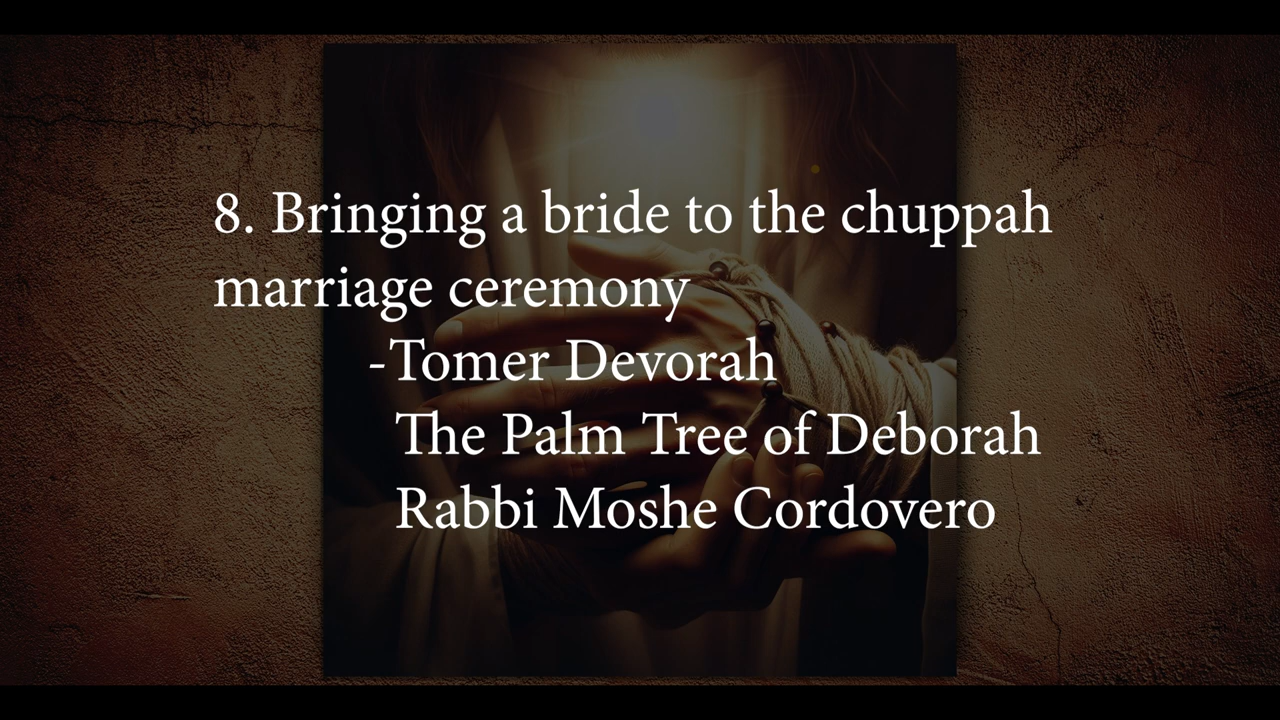 8. Bringing a bride to the chuppah
marriage ceremony
-Tomer Devorah
The Palm Tree of Deborah
Rabbi Moshe Cordovero